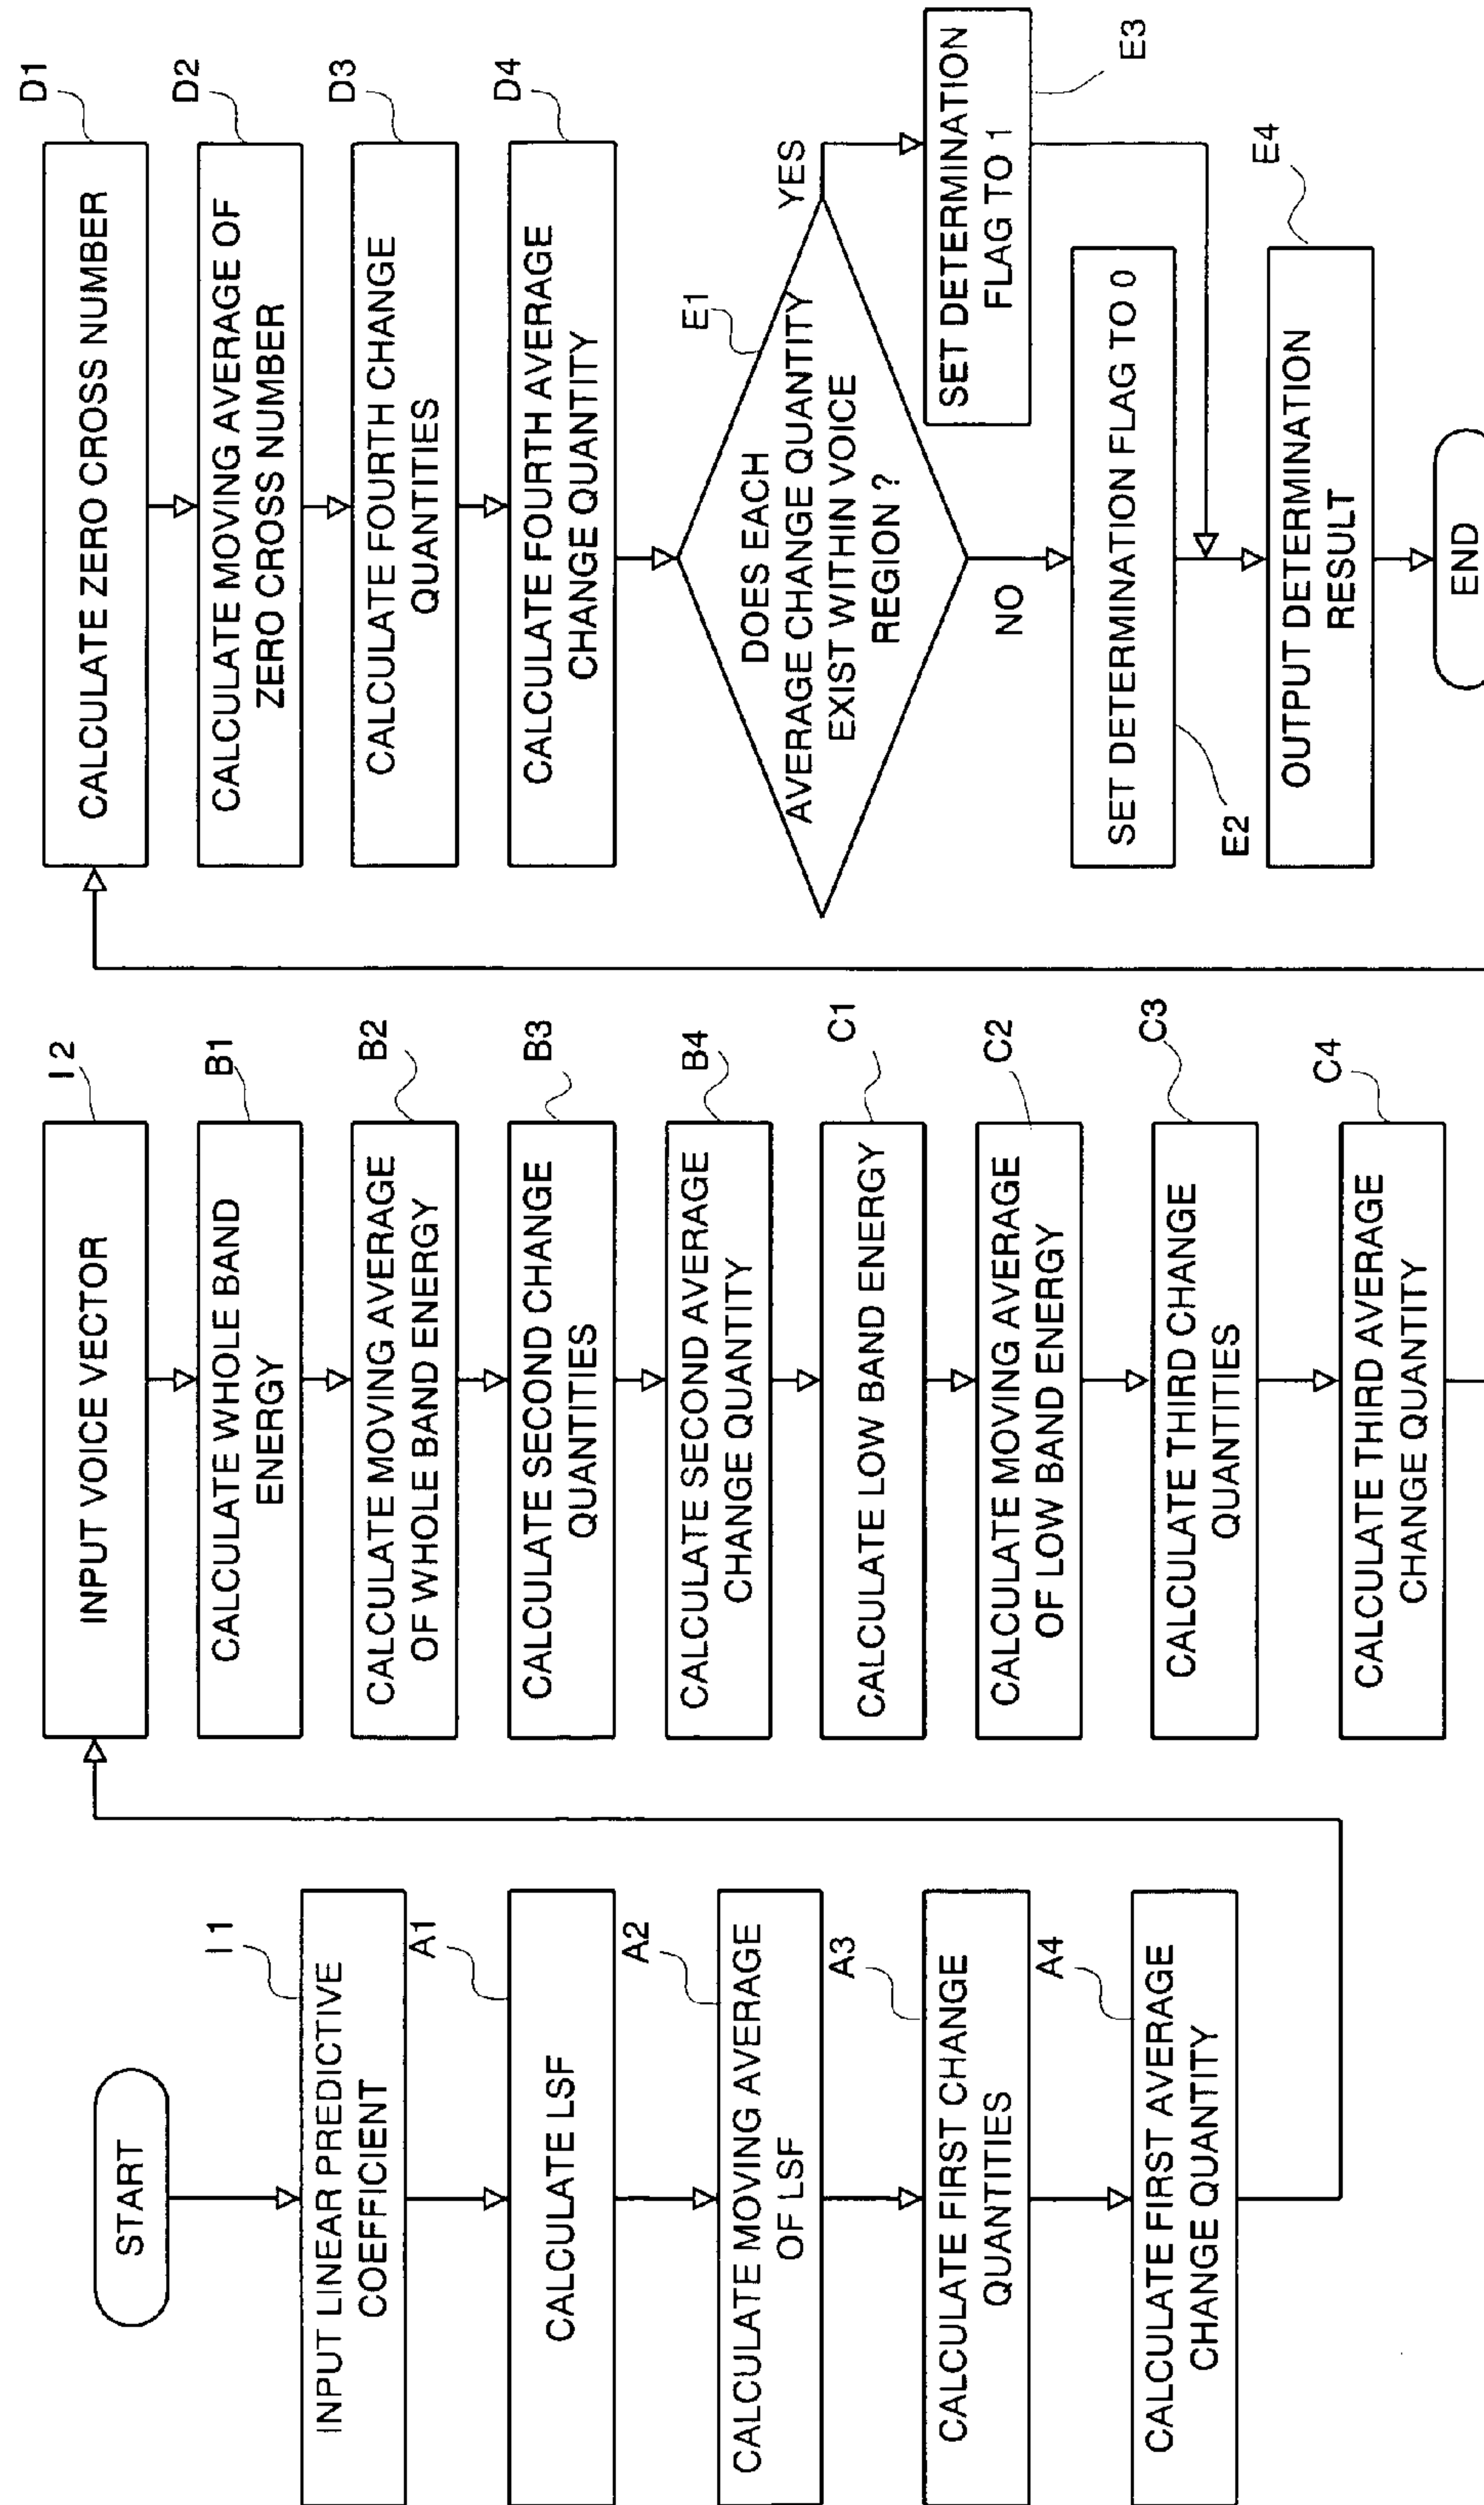 START
I 1
INPUT LINEAR PREDICTIVE
COEFFICIENT
A1
CALCULATE LSF
A2
CALCULATE MOVING AVERAGE
OF LSF
A3
CALCULATE FIRST CHANGE
QUANTITIES
A4
CALCULATE FIRST AVERAGE
CHANGE QUANTITY
I 2
INPUT VOICE VECTOR
B1
CALCULATE WHOLE BAND
ENERGY
B2
CALCULATE MOVING AVERAGE
OF WHOLE BAND ENERGY
B3
CALCULATE SECOND CHANGE
QUANTITIES
B4
CALCULATE SECOND AVERAGE
CHANGE QUANTITY
C1
CALCULATE LOW BAND ENERGY
C2
CALCULATE MOVING AVERAGE
OF LOW BAND ENERGY
C3
CALCULATE THIRD CHANGE
QUANTITIES
C4
CALCULATE THIRD AVERAGE
CHANGE QUANTITY
D1
CALCULATE ZERO CROSS NUMBER
D2
CALCULATE MOVING AVERAGE OF
ZERO CROSS NUMBER
D3
CALCULATE FOURTH CHANGE
QUANTITIES
D4
CALCULATE FOURTH AVERAGE
CHANGE QUANTITY
E1
DOES EACH
AVERAGE CHANGE QUANTITY
EXIST WITHIN VOICE
REGION ?
YES
SET DETERMINATION
FLAG TO 1
E3
NO
SET DETERMINATION FLAG TO 0
E2
OUTPUT DETERMINATION
RESULT
E4
END